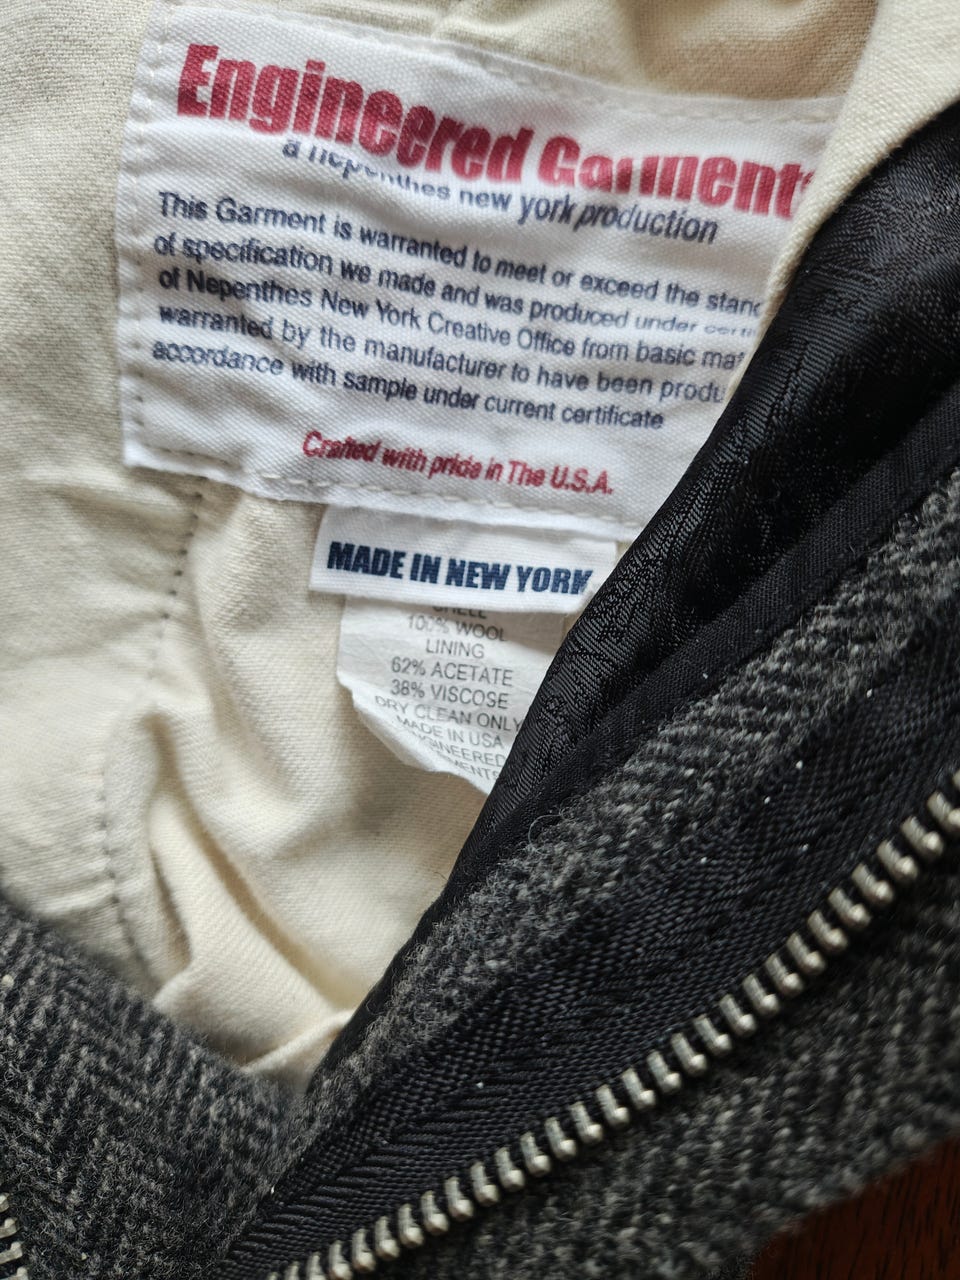 Engineered Garments
a nepenthes new york production
This Garment is warranted to meet or exceed the
of specification we made and was produced under
of Nepenthes New York Creative Office from basic
warranted by the manufacturer to have been
accordance with sample under current certificate
Crafted with pride in The U.S.A.
MADE IN NEW YORK
SHELL
100% WOOL
LINING
62% ACETATE
38% VISCOSE
DRY CLEAN ONLY
MADE IN USA